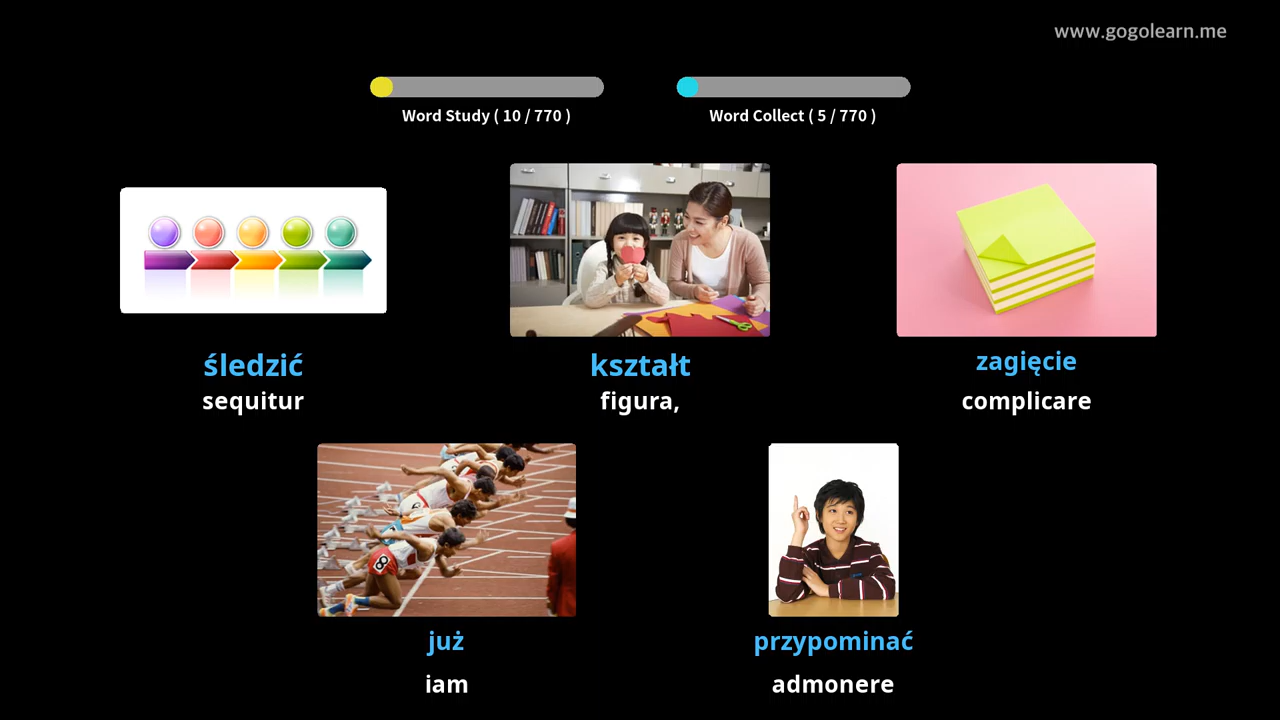 www.gogolearn.me
Word Study ( 10 / 770 )
Word Collect ( 5 / 770 )
śledzić
sequitur
kształt
figura,
zagięcie
complicare
już
iam
przypominać
admonere